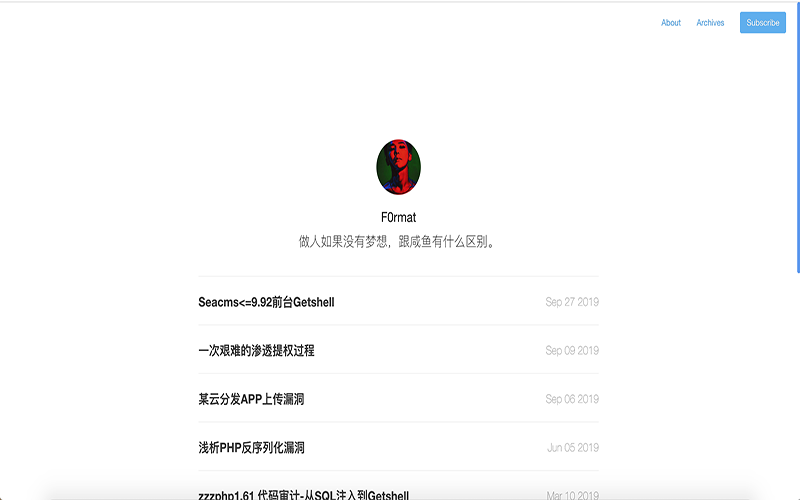 About
Archives
Subscribe
F0rmat
做人如果没有梦想，跟咸鱼有什么区别。
Seacms<=9.92前台Getshell
Sep 27 2019
一次艰难的渗透提权过程
Sep 09 2019
某云分发APP上传漏洞
Sep 06 2019
浅析PHP反序列化漏洞
Jun 05 2019
zzzphp1.61 代码审计-从SQL注入到Getshell
Mar 10 2019